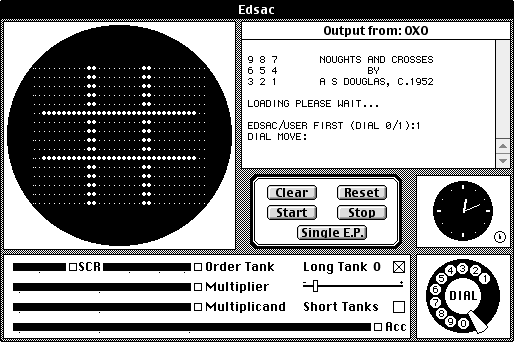 Edsac
Output from: OXO
9 8 7 NOUGHTS AND CROSSES
6 5 4 BY
3 2 1 A S DOUGLAS, C.1952
LOADING PLEASE WAIT...
EDSAC/USER FIRST (DIAL 0/1):1
DIAL MOVE:
Clear Reset
Start Stop
Single E.P.
SCR Order Tank Long Tank 0
Multiplier
Multiplicand Short Tanks
Acc
- +
1 2 3 4 5 6 7 8 9 0
DIAL